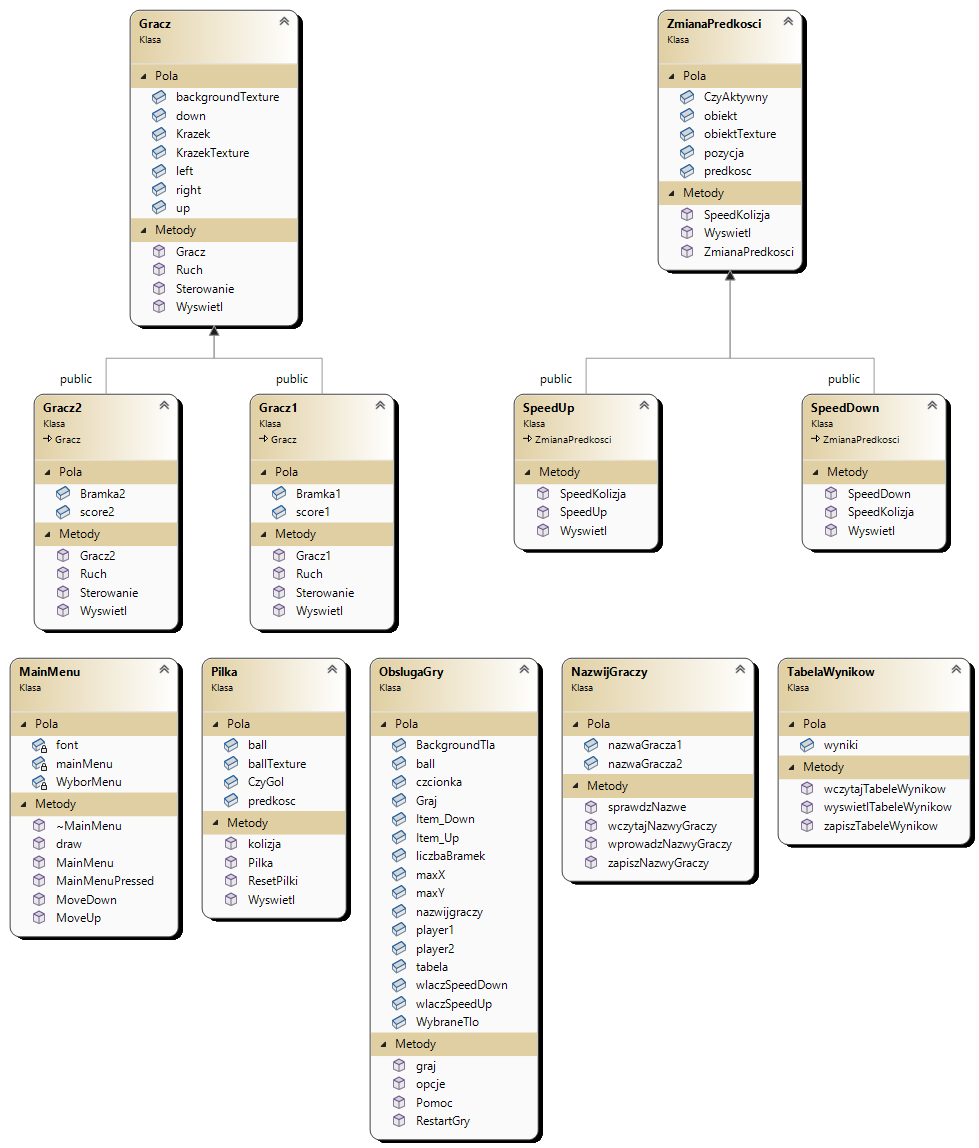 Gracz
Klasa
Pola
backgroundTexture
down
Krazek
KrazekTexture
left
right
up
Metody
Gracz
Ruch
Sterowanie
Wyswietl
ZmianaPredkosci
Klasa
Pola
CzyAktywny
obiekt
obiektTexture
pozycja
predkosc
Metody
SpeedKolizja
Wyswietl
ZmianaPredkosci
public
Gracz2
Klasa
Gracz
Pola
Bramka2
score2
Metody
Gracz2
Ruch
Sterowanie
Wyswietl
public
Gracz1
Klasa
Gracz
Pola
Bramka1
score1
Metody
Gracz1
Ruch
Sterowanie
Wyswietl
public
SpeedUp
Klasa
ZmianaPredkosci
Metody
SpeedKolizja
SpeedUp
Wyswietl
public
SpeedDown
Klasa
ZmianaPredkosci
Metody
SpeedDown
SpeedKolizja
Wyswietl
MainMenu
Klasa
Pola
font
mainMenu
WyborMenu
Metody
~MainMenu
draw
MainMenu
MainMenuPressed
MoveDown
MoveUp
Pilka
Klasa
Pola
ball
ballTexture
CzyGol
predkosc
Metody
kolizja
Pilka
ResetPilki
Wyswietl
ObslugaGry
Klasa
Pola
BackgroundTla
ball
czcionka
Graj
Item_Down
Item_Up
liczbaBramek
maxX
maxY
nazwijgraczy
player1
player2
tabela
wlaczSpeedDown
wlaczSpeedUp
WybraneTlo
Metody
graj
opcje
Pomoc
RestartGry
NazwijGraczy
Klasa
Pola
nazwaGracza1
nazwaGracza2
Metody
sprawdzNazwe
wczytajNazwyGraczy
wprowadzNazwyGraczy
zapiszNazwyGraczy
TabelaWynikow
Klasa
Pola
wyniki
Metody
wczytajTabeleWynikow
wyswietlTabeleWynikow
zapiszTabeleWynikow